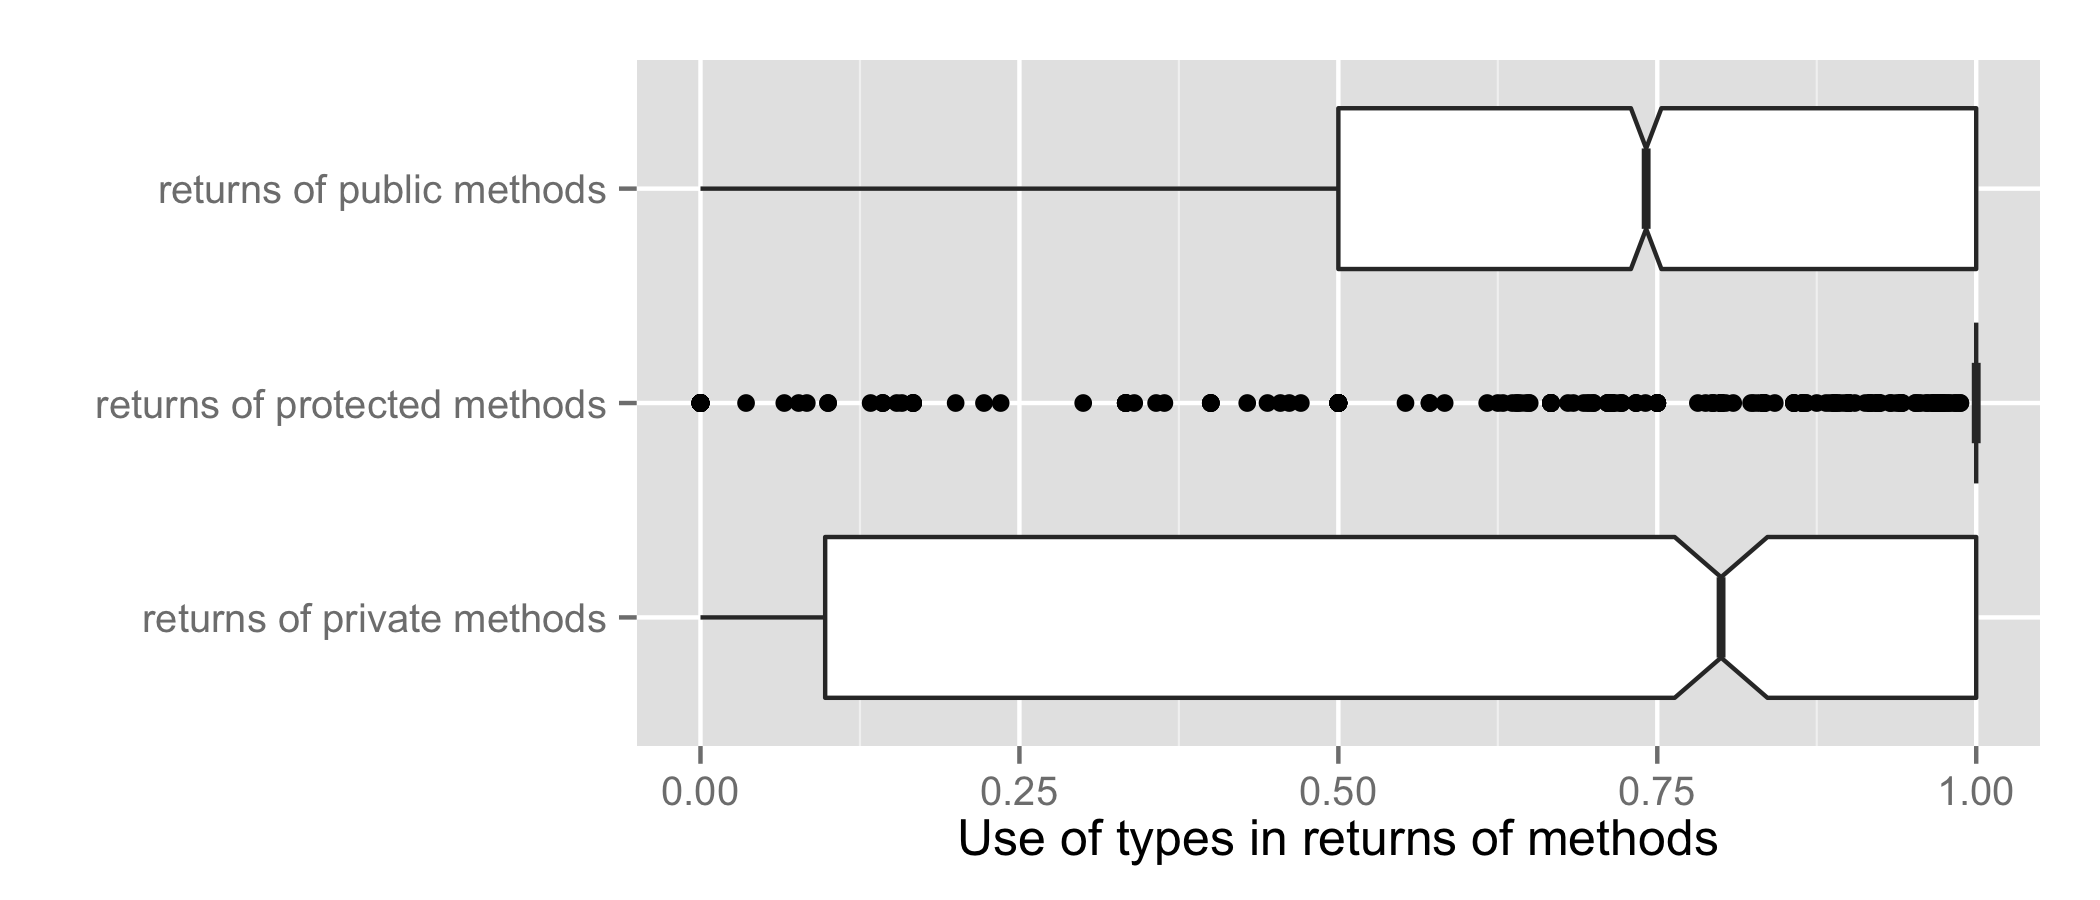 returns of public methods
returns of protected methods
returns of private methods
0.00 0.25 0.50 0.75 1.00
Use of types in returns of methods